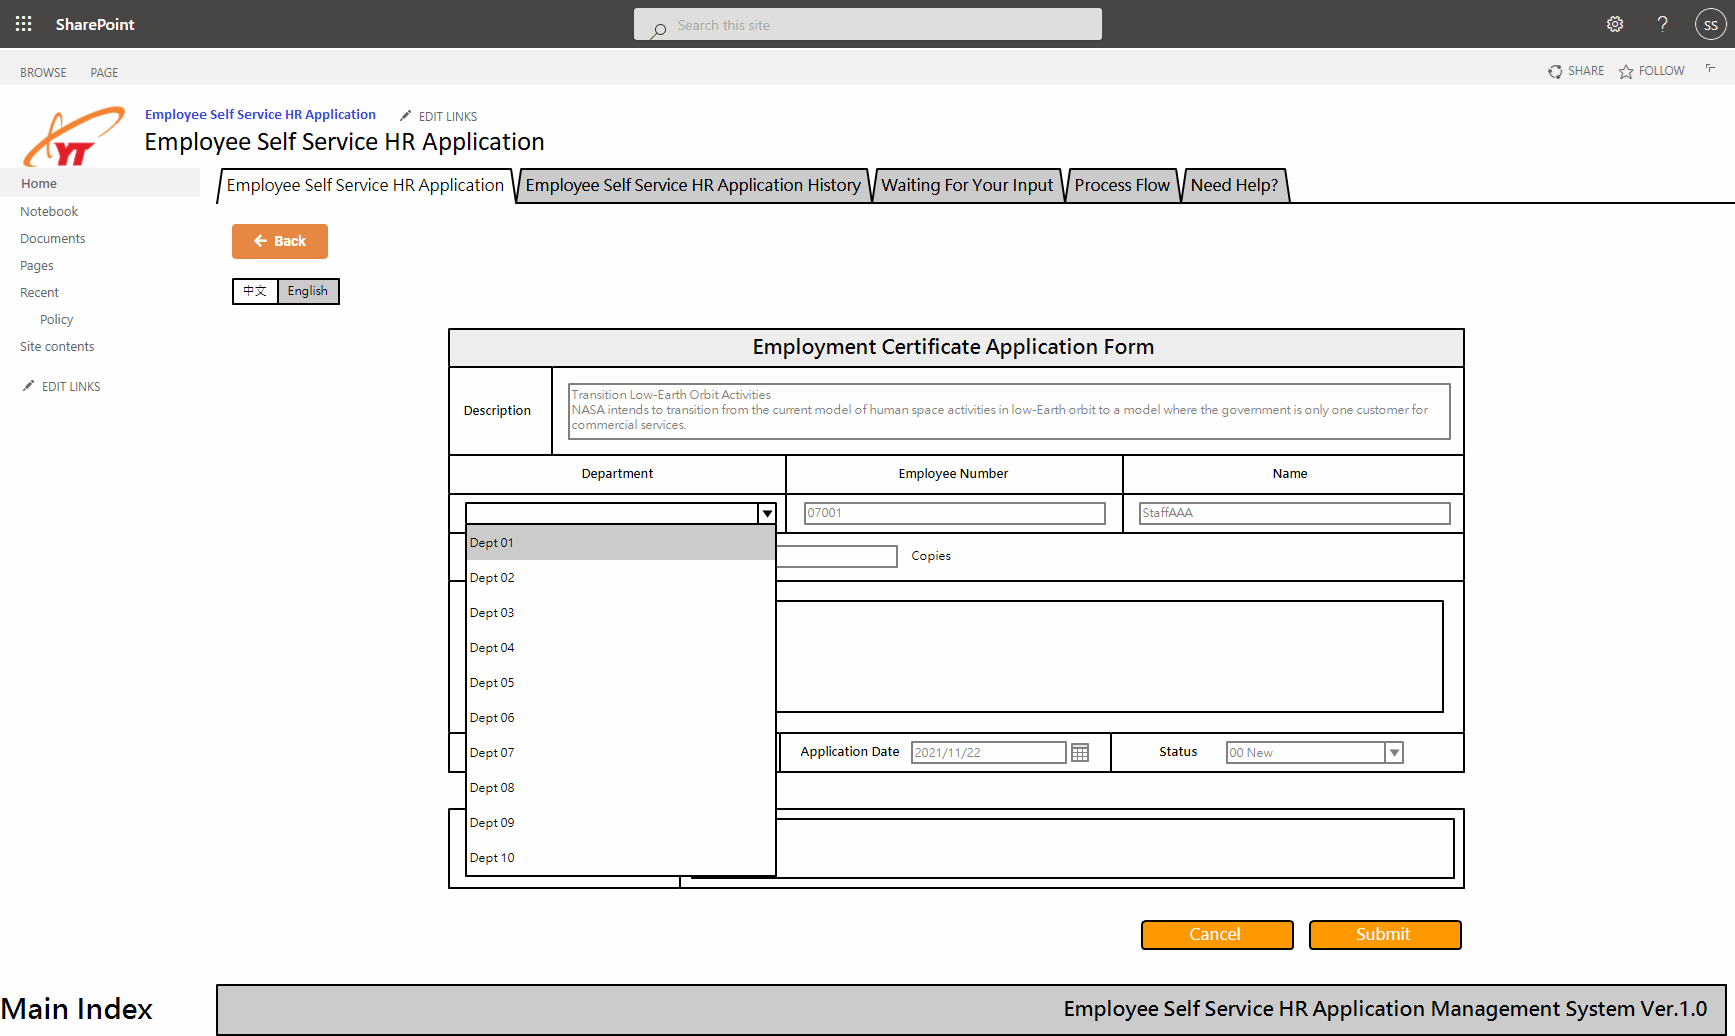 SharePoint
Search this site
?
SS
BROWSE
PAGE
SHARE
FOLLOW
YT
Employee Self Service HR Application
EDIT LINKS
Employee Self Service HR Application
Home
Notebook
Documents
Pages
Recent
Policy
Site contents
EDIT LINKS
Employee Self Service HR Application
Employee Self Service HR Application History
Waiting For Your Input
Process Flow
Need Help?
Back
中文
English
Employment Certificate Application Form
Description
Transition Low-Earth Orbit Activities
NASA intends to transition from the current model of human space activities in low-Earth orbit to a model where the government is only one customer for
commercial services.
Department
Employee Number
Name
07001
StaffAAA
Dept 01
Dept 02
Dept 03
Dept 04
Dept 05
Dept 06
Dept 07
Dept 08
Dept 09
Dept 10
Copies
Application Date
2021/11/22
Status
00 New
Cancel
Submit
Main Index
Employee Self Service HR Application Management System Ver.1.0